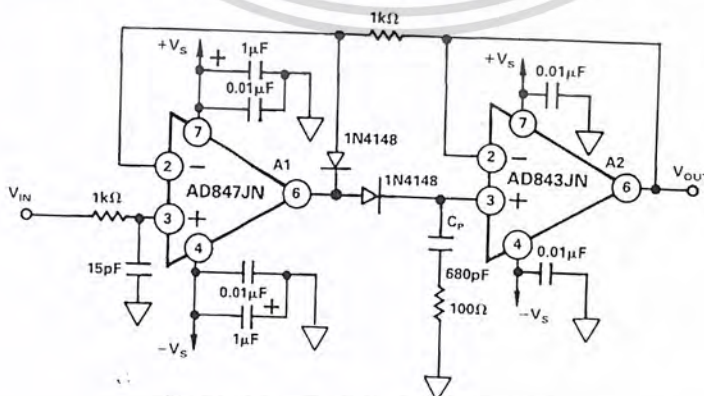 1kΩ
+Vs
+
1μF
0.01μF
+Vs
0.01μF
7
7
1N4148
2
−
A1
1N4148
2
−
A2
AD847JN
6
AD843JN
6
VOUT
VIN
1kΩ
3
+
3
+
CP
4
4
15pF
0.01μF
680pF
0.01μF
+
1μF
100Ω
−Vs
−Vs